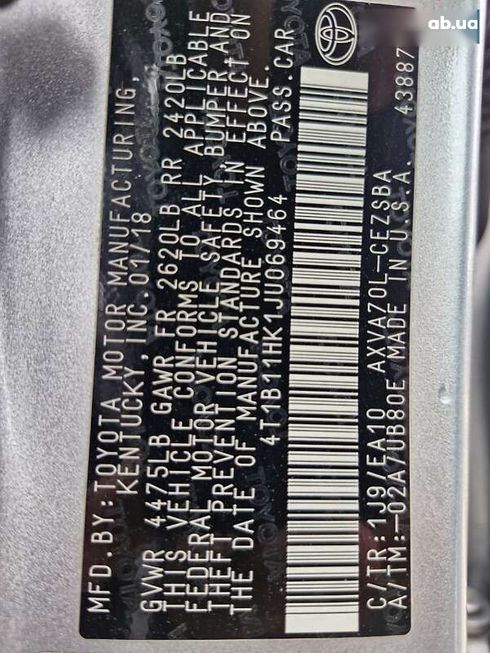 MFD.BY: TOYOTA MOTOR MANUFACTURING,
KENTUCKY, INC. 01/18
GVWR 4475LB GAWR FR 2620LB RR 2420LB
THIS VEHICLE CONFORMS TO ALL APPLICABLE
FEDERAL MOTOR VEHICLE SAFETY, BUMPER AND
THEFT PREVENTION STANDARDS IN EFFECT ON
THE DATE OF MANUFACTURE SHOWN ABOVE.
4T1B11HK1JU069464 PASS.CAR
C/TR: 1J9/EA10 AXVA70L-CEZSBA
A/TM: -02A/UB80E MADE IN U.S.A. 43887
ab.ua